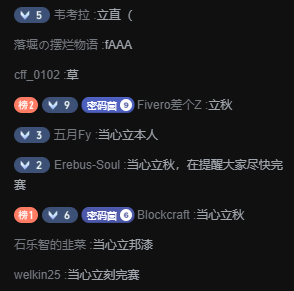 5 韦考拉 :立直（
落堀の摆烂物语 :fAAA
cff_0102 :草
榜2 9 密码菌 9 Fivero差个Z :立秋
3 五月Fy :当心立本人
2 Erebus-Soul :当心立秋，在提醒大家尽快完
赛
榜1 6 密码菌 6 Blockcraft :当心立秋
石乐智的韭菜 :当心立邦漆
welkin25 :当心立刻完赛